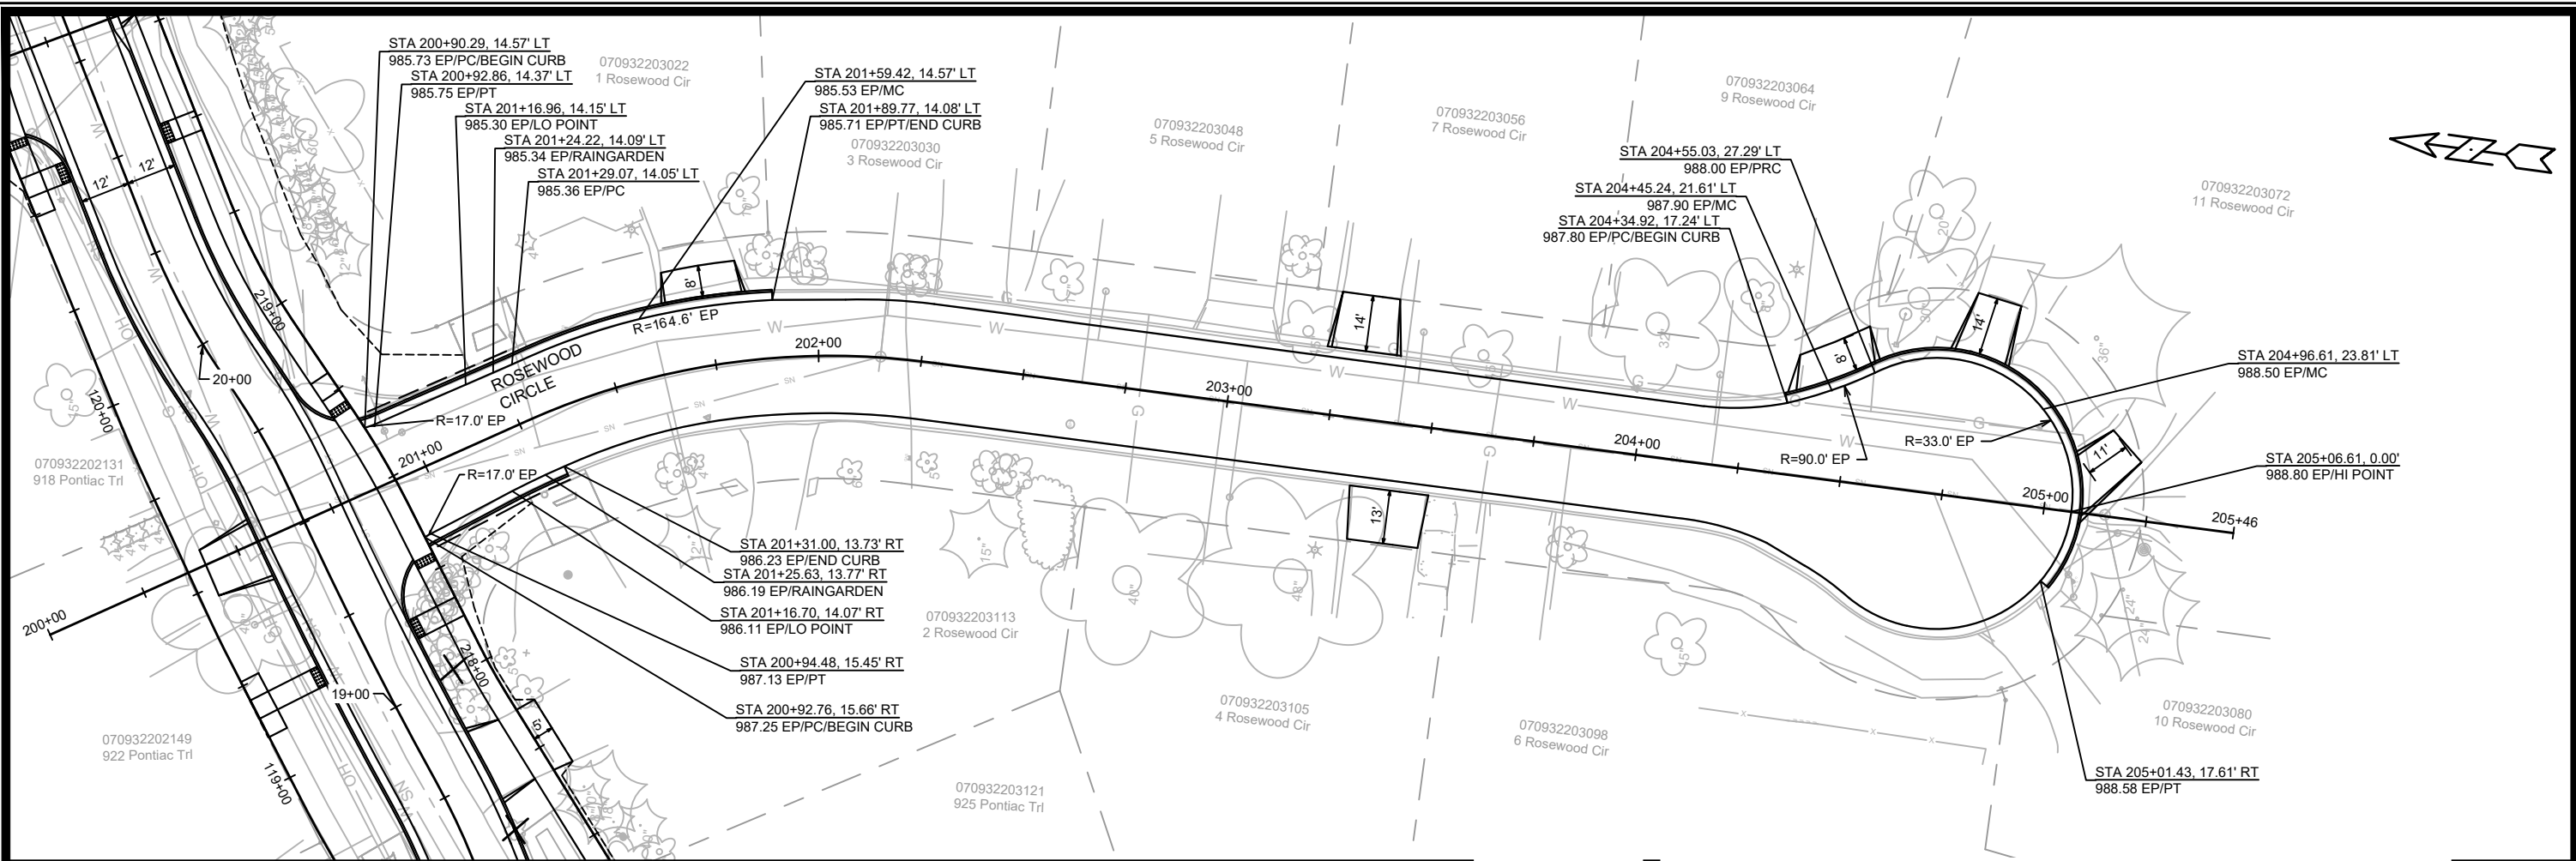 STA 200+90.29, 14.57' LT
985.73 EP/PC/BEGIN CURB
STA 200+92.86, 14.37' LT
985.75 EP/PT
STA 201+16.96, 14.15' LT
985.30 EP/LO POINT
STA 201+24.22, 14.09' LT
985.34 EP/RAINGARDEN
STA 201+29.07, 14.05' LT
985.36 EP/PC
070932203022
1 Rosewood Cir
STA 201+59.42, 14.57' LT
985.53 EP/MC
STA 201+89.77, 14.08' LT
985.71 EP/PT/END CURB
070932203030
3 Rosewood Cir
070932203048
5 Rosewood Cir
070932203056
7 Rosewood Cir
070932203064
9 Rosewood Cir
070932203072
11 Rosewood Cir
STA 204+55.03, 27.29' LT
988.00 EP/PRC
STA 204+45.24, 21.61' LT
987.90 EP/MC
STA 204+34.92, 17.24' LT
987.80 EP/PC/BEGIN CURB
12'
12'
219+00
20+00
120+00
R=17.0' EP
201+00
R=17.0' EP
ROSEWOOD
CIRCLE
R=164.6' EP
8'
202+00
14'
203+00
204+00
8'
14'
R=90.0' EP
R=33.0' EP
11'
205+00
205+46
13'
STA 204+96.61, 23.81' LT
988.50 EP/MC
STA 205+06.61, 0.00'
988.80 EP/HI POINT
070932202131
918 Pontiac Trl
200+00
STA 201+31.00, 13.73' RT
986.23 EP/END CURB
STA 201+25.63, 13.77' RT
986.19 EP/RAINGARDEN
STA 201+16.70, 14.07' RT
986.11 EP/LO POINT
STA 200+94.48, 15.45' RT
987.13 EP/PT
STA 200+92.76, 15.66' RT
987.25 EP/PC/BEGIN CURB
070932203113
2 Rosewood Cir
070932203105
4 Rosewood Cir
070932203098
6 Rosewood Cir
070932203080
10 Rosewood Cir
STA 205+01.43, 17.61' RT
988.58 EP/PT
070932203121
925 Pontiac Trl
070932202149
922 Pontiac Trl
19+00
218+00
119+00
5'